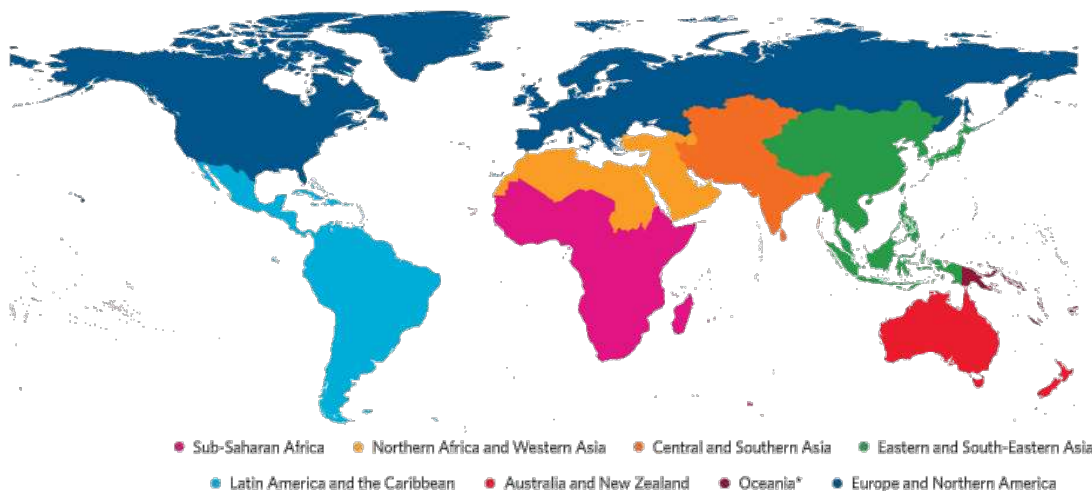 Sub-Saharan Africa Northern Africa and Western Asia Central and Southern Asia Eastern and South-Eastern Asia
Latin America and the Caribbean Australia and New Zealand Oceania* Europe and Northern America